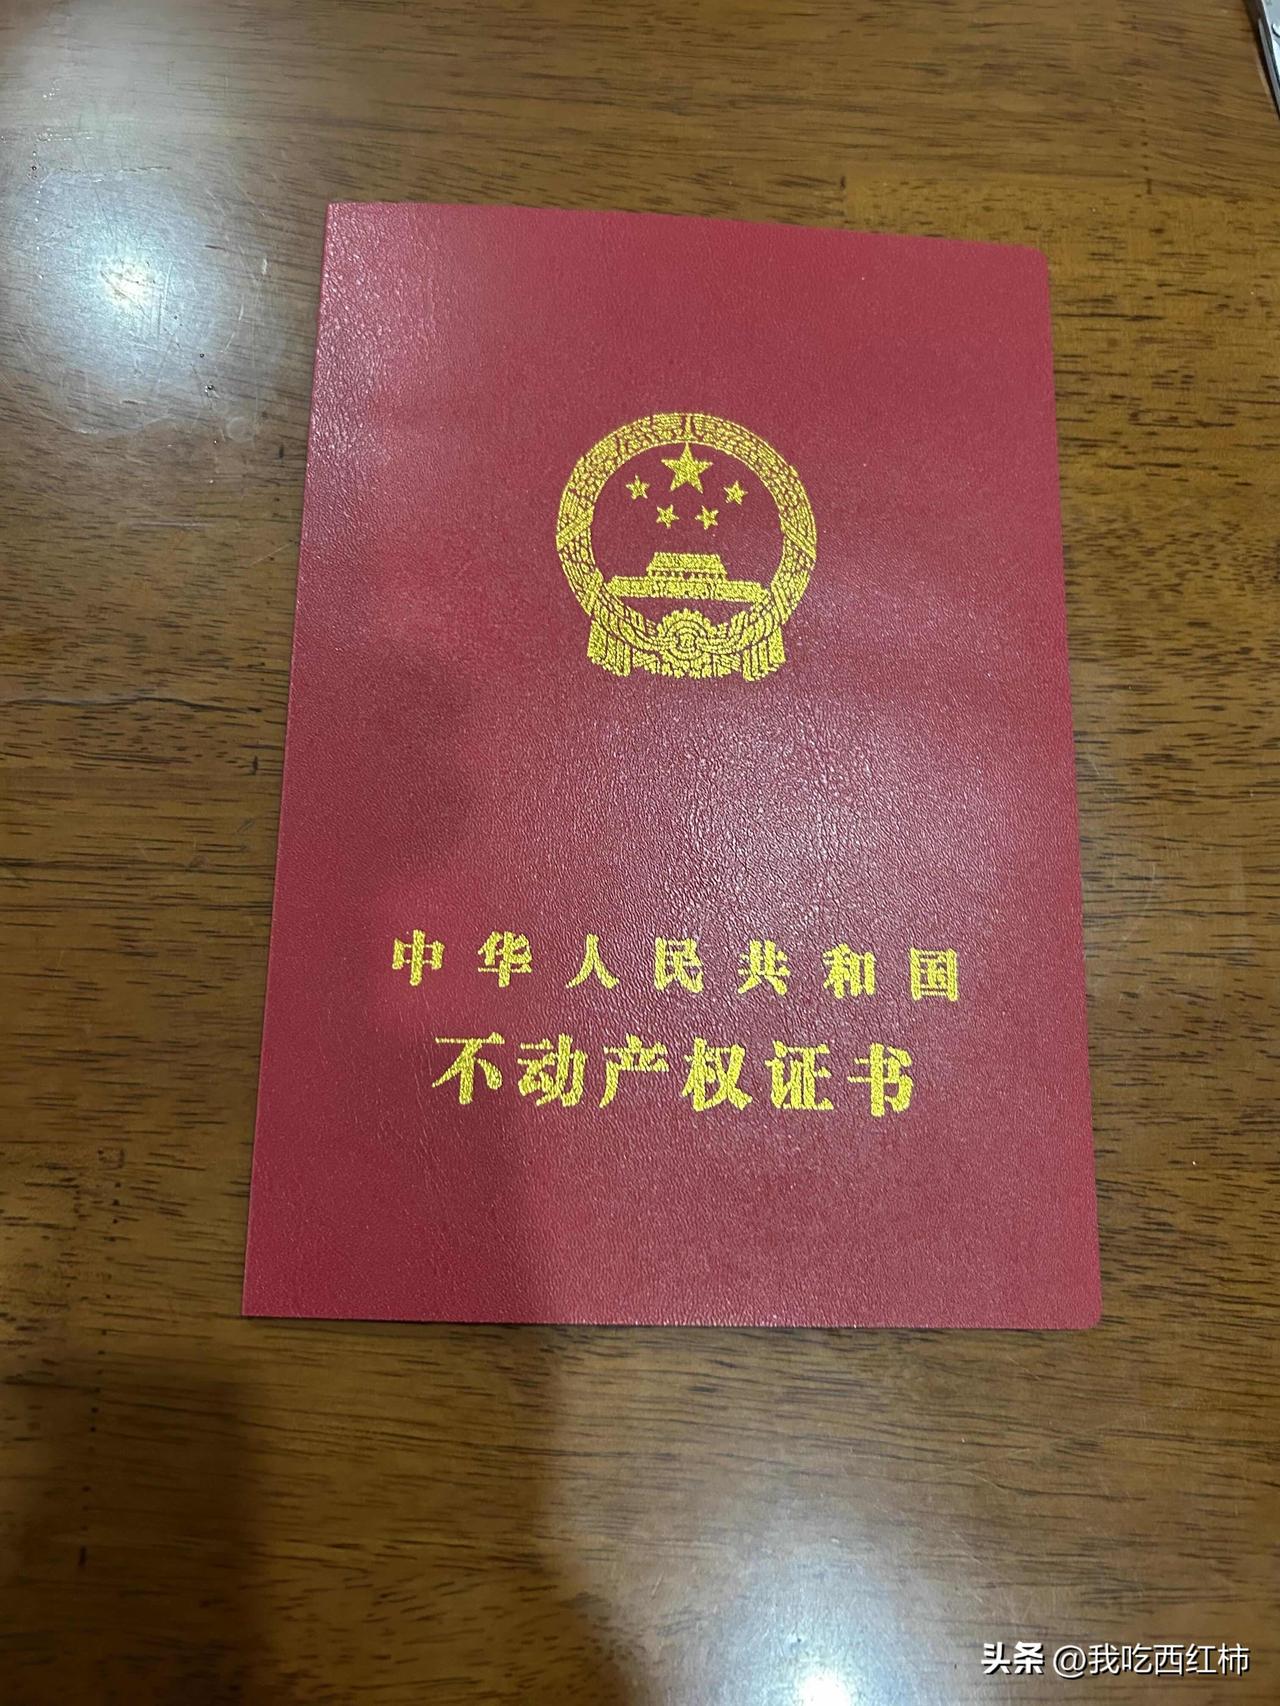 中华人民共和国
不动产权证书
头条 @我吃西红柿